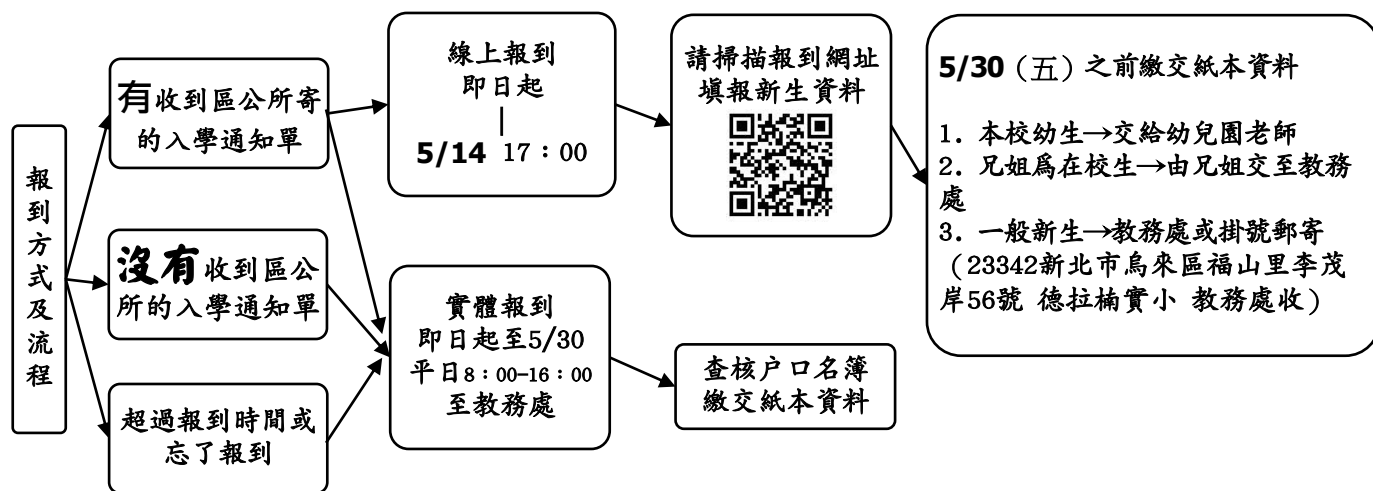 報
到
方
式
及
流
程
有收到區公所寄
的入學通知單
沒有收到區公
所的入學通知單
超過報到時間或
忘了報到
線上報到
即日起
|
5/14 17：00
實體報到
即日起至5/30
平日8：00-16：00
至教務處
請掃描報到網址
填報新生資料
查核户口名簿
繳交紙本資料
5/30（五）之前繳交紙本資料
1. 本校幼生→交給幼兒園老師
2. 兄姐為在校生→由兄姐交至教務
處
3. 一般新生→教務處或掛號郵寄
（23342新北市烏來區福山里李茂
岸56號 德拉楠實小 教務處收）